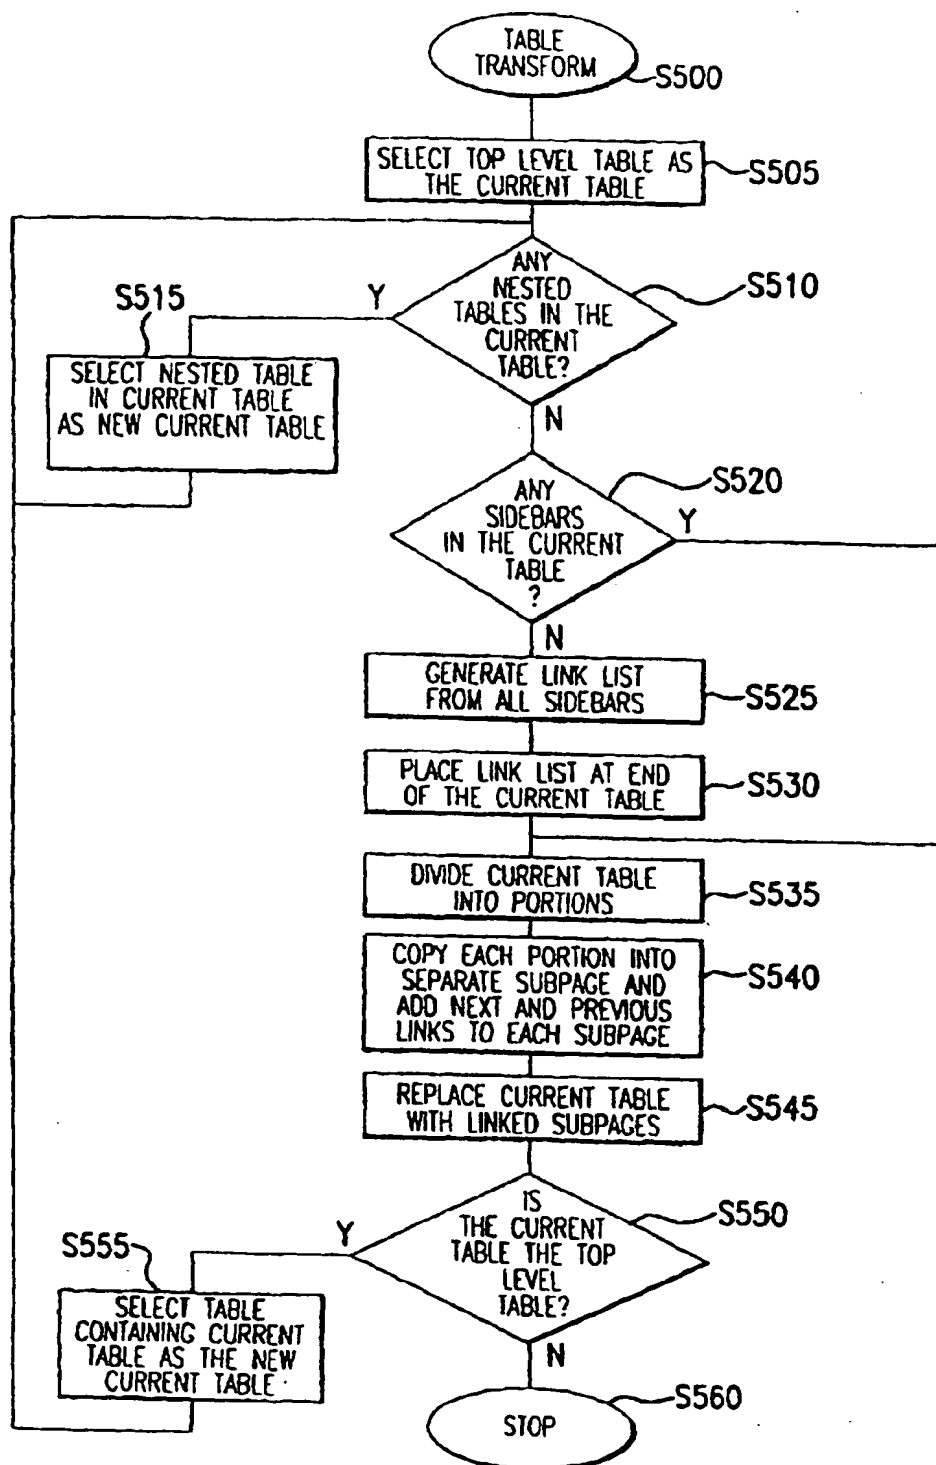 TABLE
TRANSFORM
S500
SELECT TOP LEVEL TABLE AS
THE CURRENT TABLE
S505
ANY
NESTED
TABLES IN THE
CURRENT
TABLE?
S510
Y
N
S515
SELECT NESTED TABLE
IN CURRENT TABLE
AS NEW CURRENT TABLE
S520
ANY
SIDEBARS
IN THE CURRENT
TABLE
?
Y
N
GENERATE LINK LIST
FROM ALL SIDEBARS
S525
PLACE LINK LIST AT END
OF THE CURRENT TABLE
S530
DIVIDE CURRENT TABLE
INTO PORTIONS
S535
COPY EACH PORTION INTO
SEPARATE SUBPAGE AND
ADD NEXT AND PREVIOUS
LINKS TO EACH SUBPAGE
S540
REPLACE CURRENT TABLE
WITH LINKED SUBPAGES
S545
IS
THE CURRENT
TABLE THE TOP
LEVEL
TABLE?
S550
Y
N
S555
SELECT TABLE
CONTAINING CURRENT
TABLE AS THE NEW
CURRENT TABLE
STOP
S560